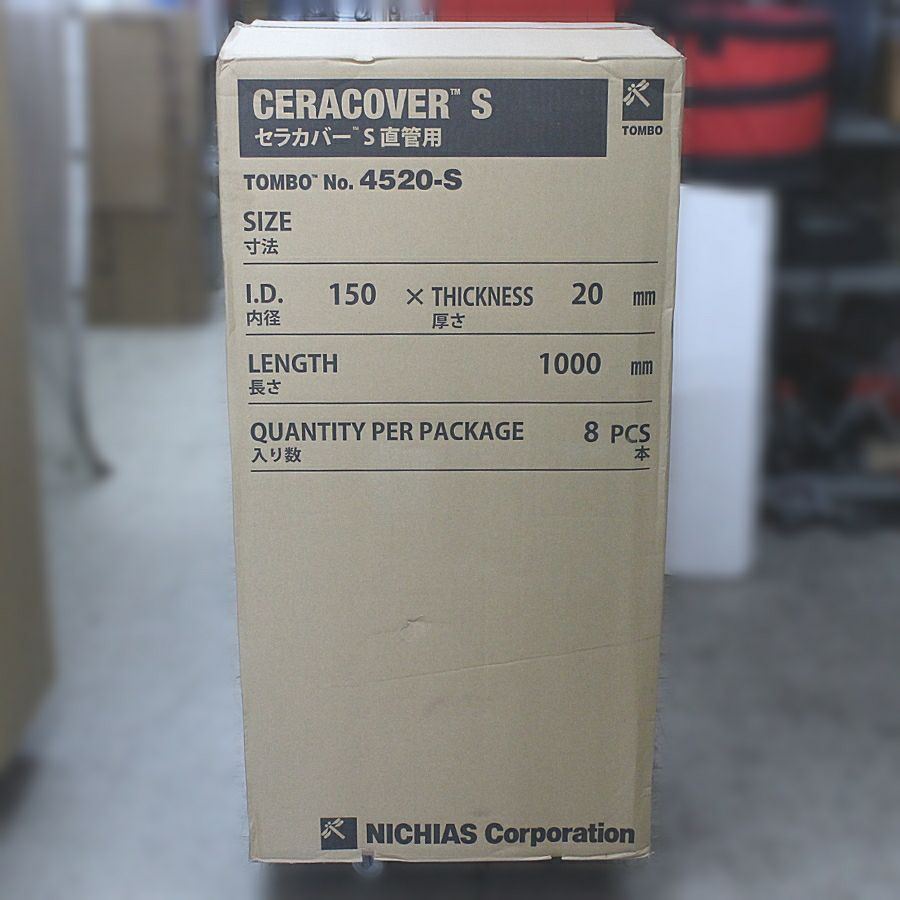 CERACOVER™ S
セラカバー™ S 直管用
TOMBO
TOMBO™ No. 4520-S
SIZE
寸法
I.D. 150 × THICKNESS 20 mm
内径 厚さ
LENGTH 1000 mm
長さ
QUANTITY PER PACKAGE 8 PCS
入り数 本
NICHIAS Corporation